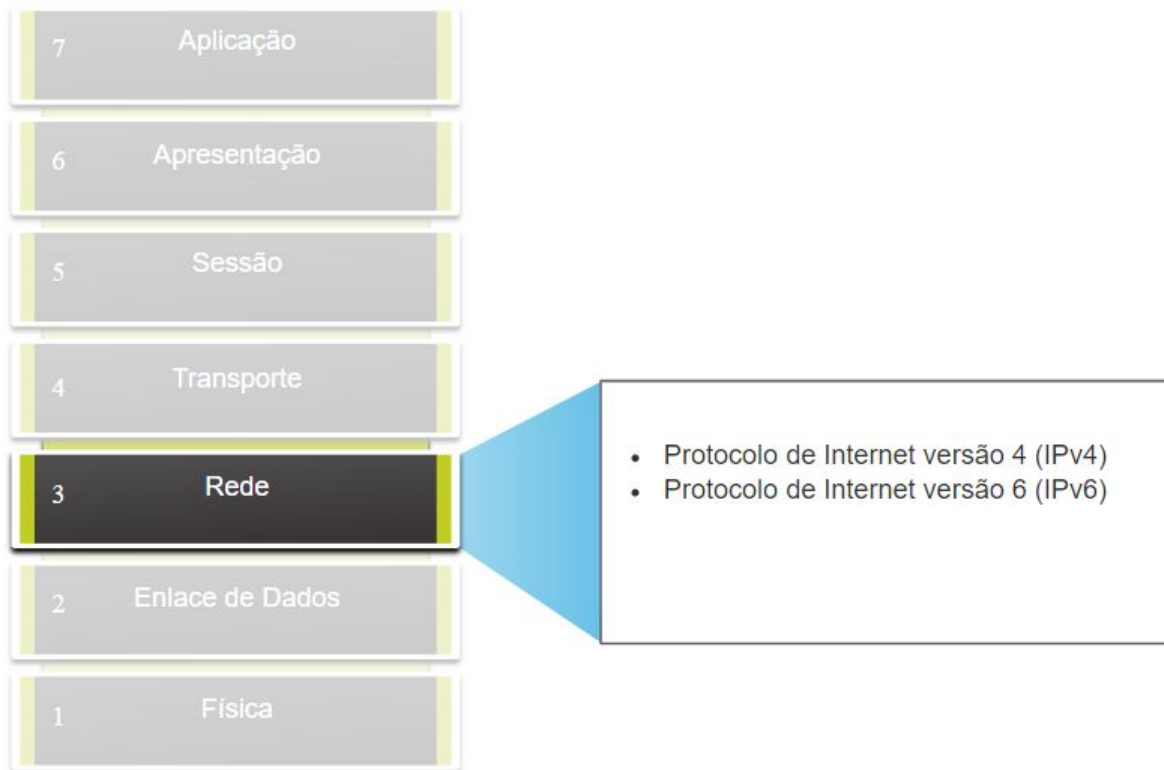 7 Aplicação
6 Apresentação
5 Sessão
4 Transporte
3 Rede
• Protocolo de Internet versão 4 (IPv4)
• Protocolo de Internet versão 6 (IPv6)
2 Enlace de Dados
1 Física